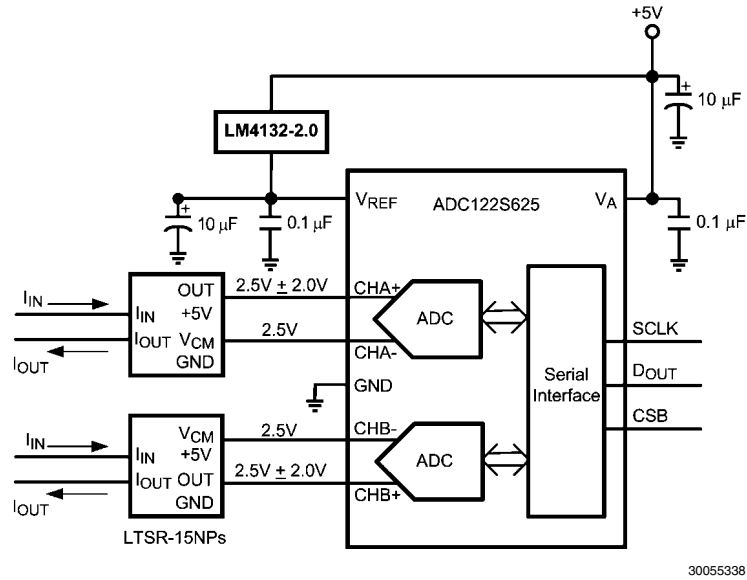 +5V
10 µF
LM4132-2.0
+
10 µF
0.1 µF
VREF
ADC122S625
VA
+
0.1 µF
IIN
IOUT
IIN
IOUT
OUT
+5V
VCM
GND
2.5V ± 2.0V
2.5V
CHA+
CHA-
ADC
GND
Serial
Interface
SCLK
DOUT
CSB
IIN
IOUT
IIN
IOUT
VCM
+5V
OUT
GND
2.5V
2.5V ± 2.0V
CHB-
CHB+
ADC
LTSR-15NPs
30055338